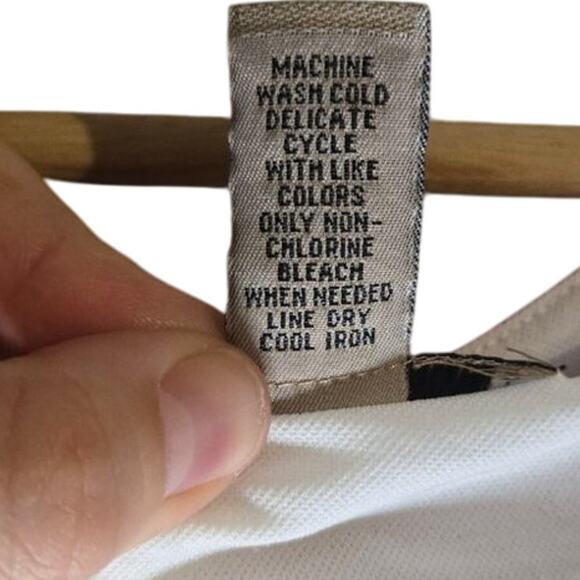 MACHINE
WASH COLD
DELICATE
CYCLE
WITH LIKE
COLORS
ONLY NON-
CHLORINE
BLEACH
WHEN NEEDED
LINE DRY
COOL IRON